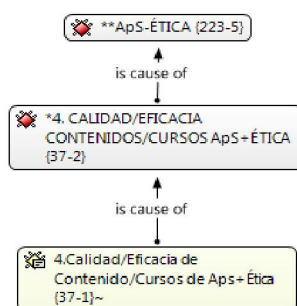 **ApS-ÉTICA {223-5}
is cause of
*4. CALIDAD/EFICACIA
CONTENIDOS/CURSOS ApS+ÉTICA
{37-2}
is cause of
4.Calidad/Eficacia de
Contenido/Cursos de Aps+Ética
{37-1}~